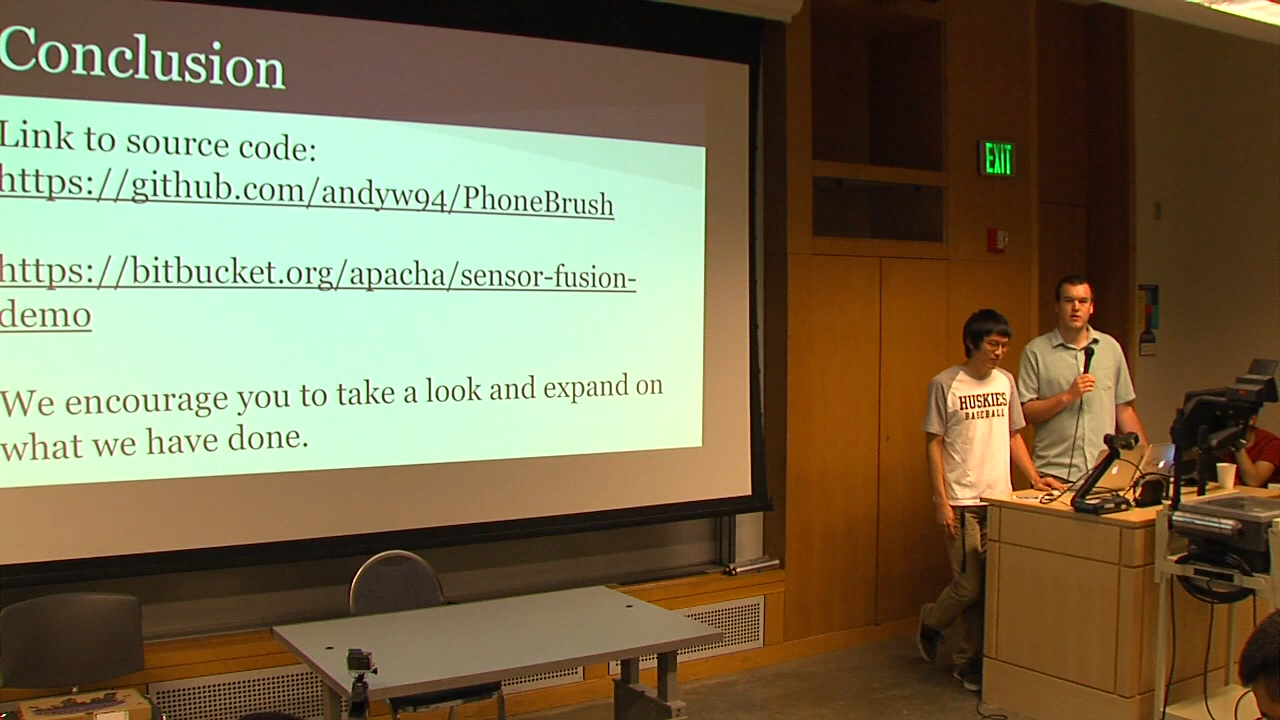 Conclusion
Link to source code:
https://github.com/andyw94/PhoneBrush
https://bitbucket.org/apacha/sensor-fusion-
demo
We encourage you to take a look and expand on
what we have done.
EXIT
HUSKIES
BASEBALL